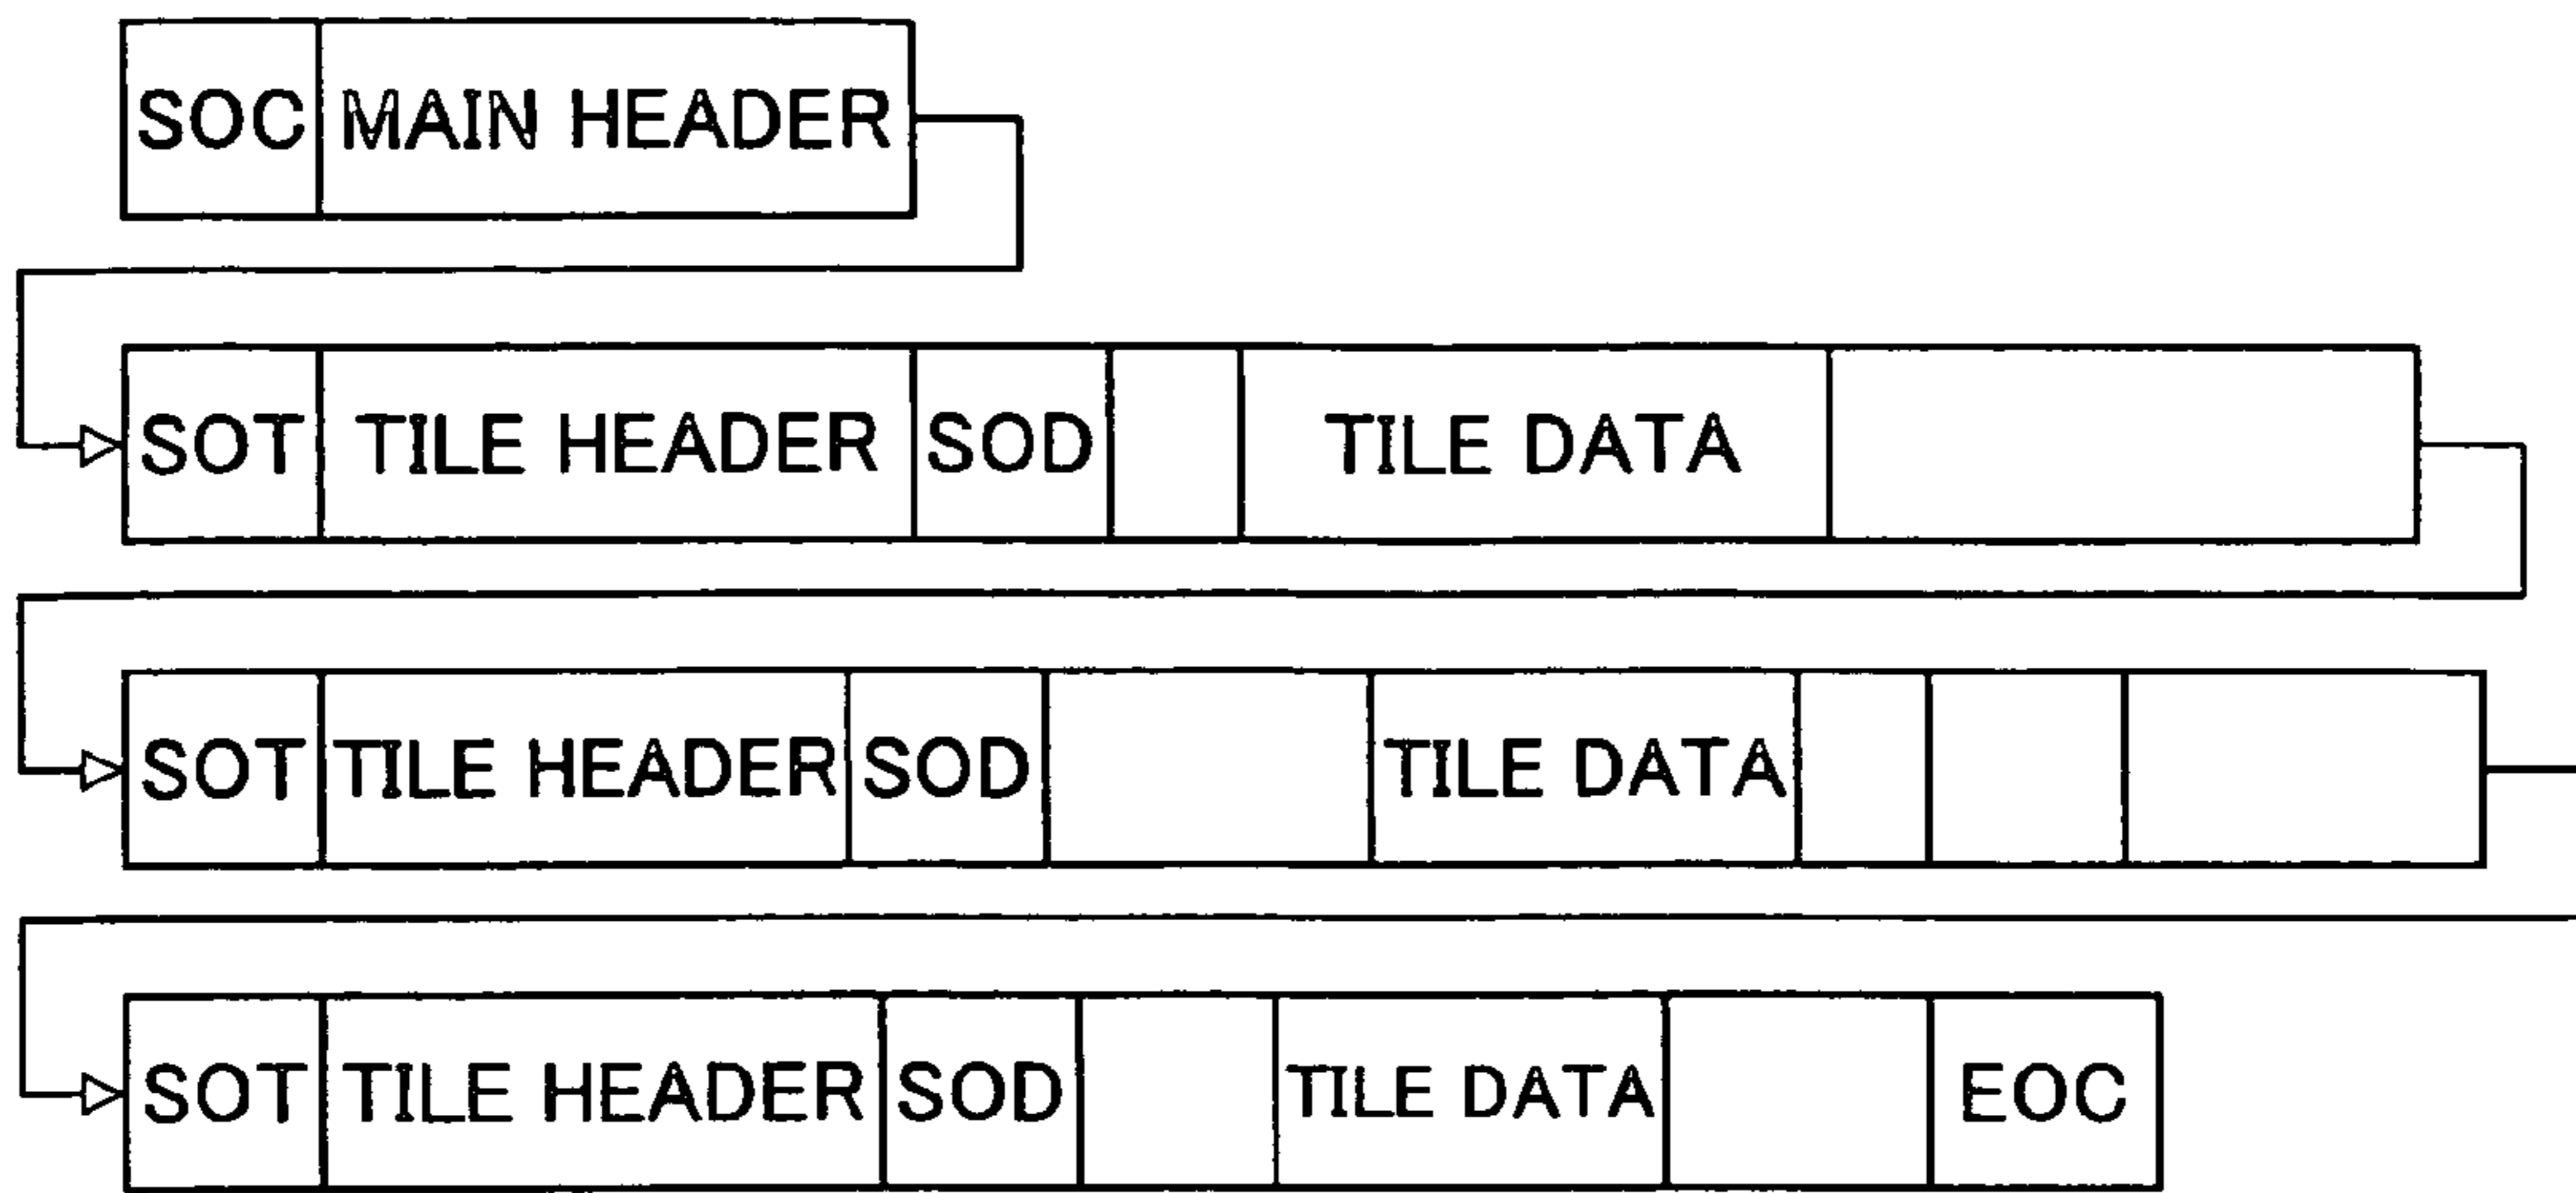 SOC MAIN HEADER
SOT TILE HEADER SOD TILE DATA
SOT TILE HEADER SOD TILE DATA
SOT TILE HEADER SOD TILE DATA EOC